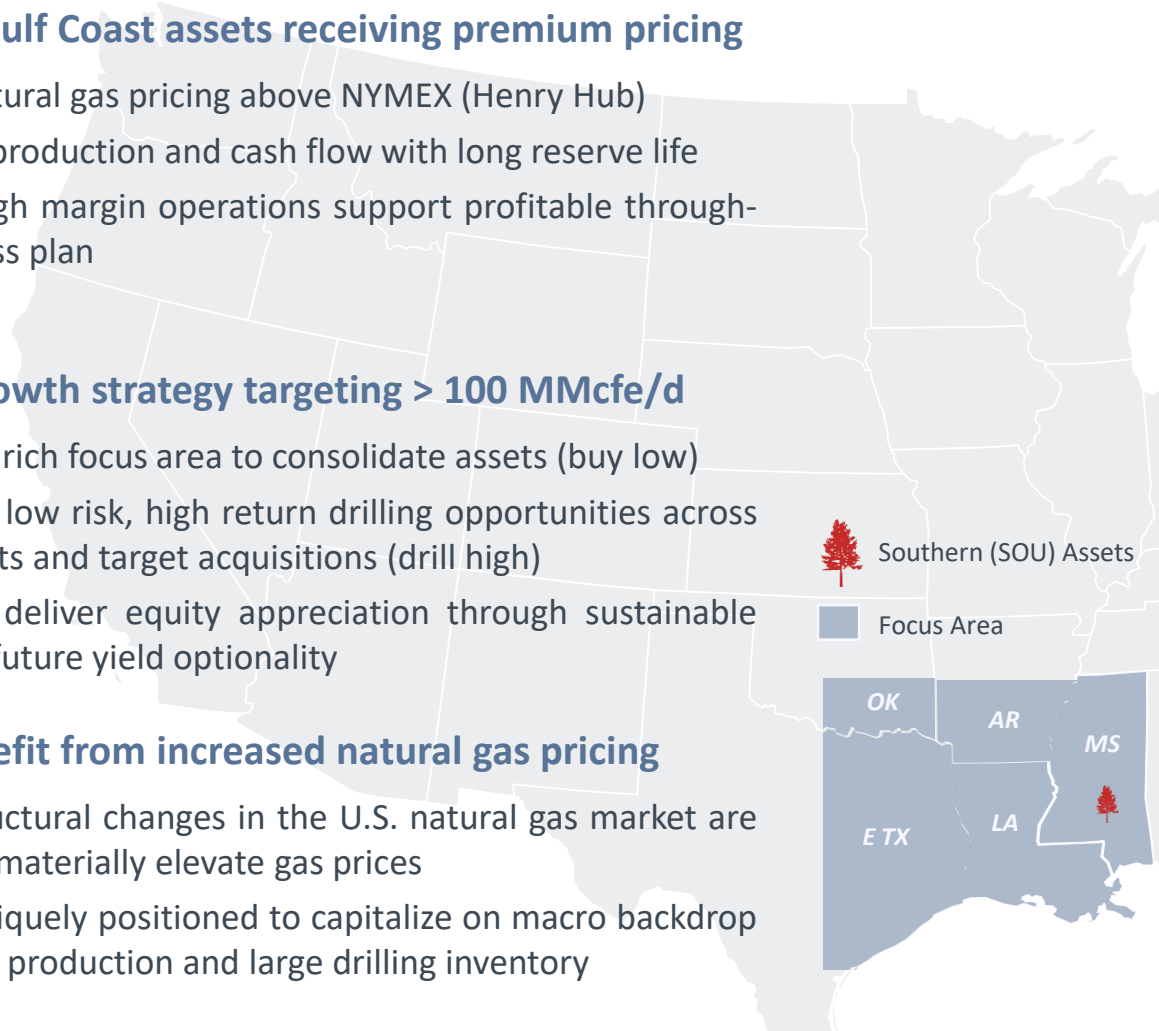 ulf Coast assets receiving premium pricing
tural gas pricing above NYMEX (Henry Hub)
production and cash flow with long reserve life
gh margin operations support profitable through-
ss plan
owth strategy targeting > 100 MMcfe/d
rich focus area to consolidate assets (buy low)
low risk, high return drilling opportunities across
ts and target acquisitions (drill high)
deliver equity appreciation through sustainable
future yield optionality
efit from increased natural gas pricing
uctural changes in the U.S. natural gas market are
materially elevate gas prices
iquely positioned to capitalize on macro backdrop
production and large drilling inventory
Southern (SOU) Assets
Focus Area
OK
AR
MS
E TX
LA